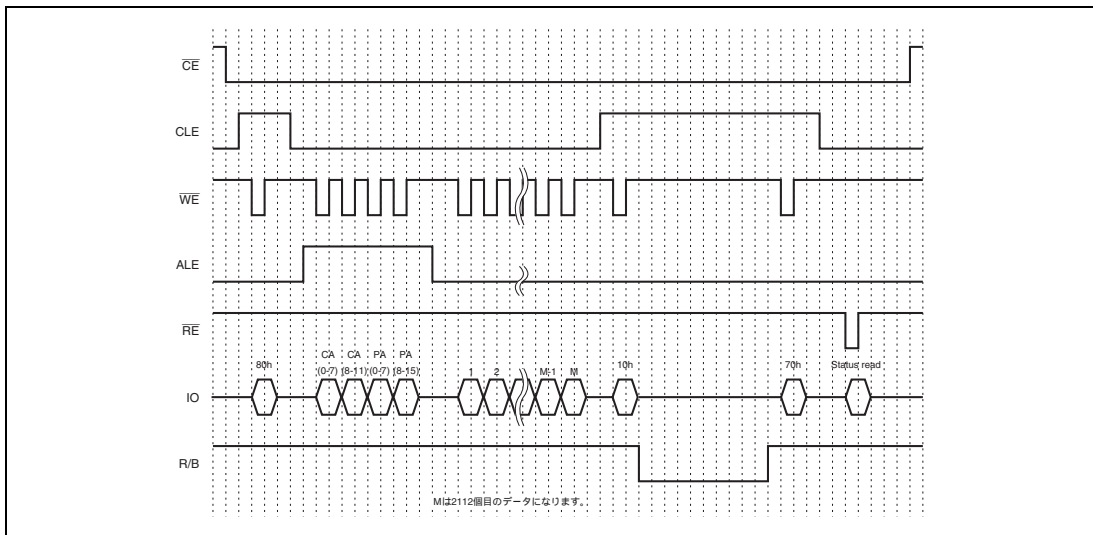 CE
CLE
WE
ALE
RE
80h
CA CA PA PA
(0-7) (8-11) (0-7) (8-15)
1 2 M-1 M
10h
70h
Status read
IO
R/B
Mは2112個目のデータになります。